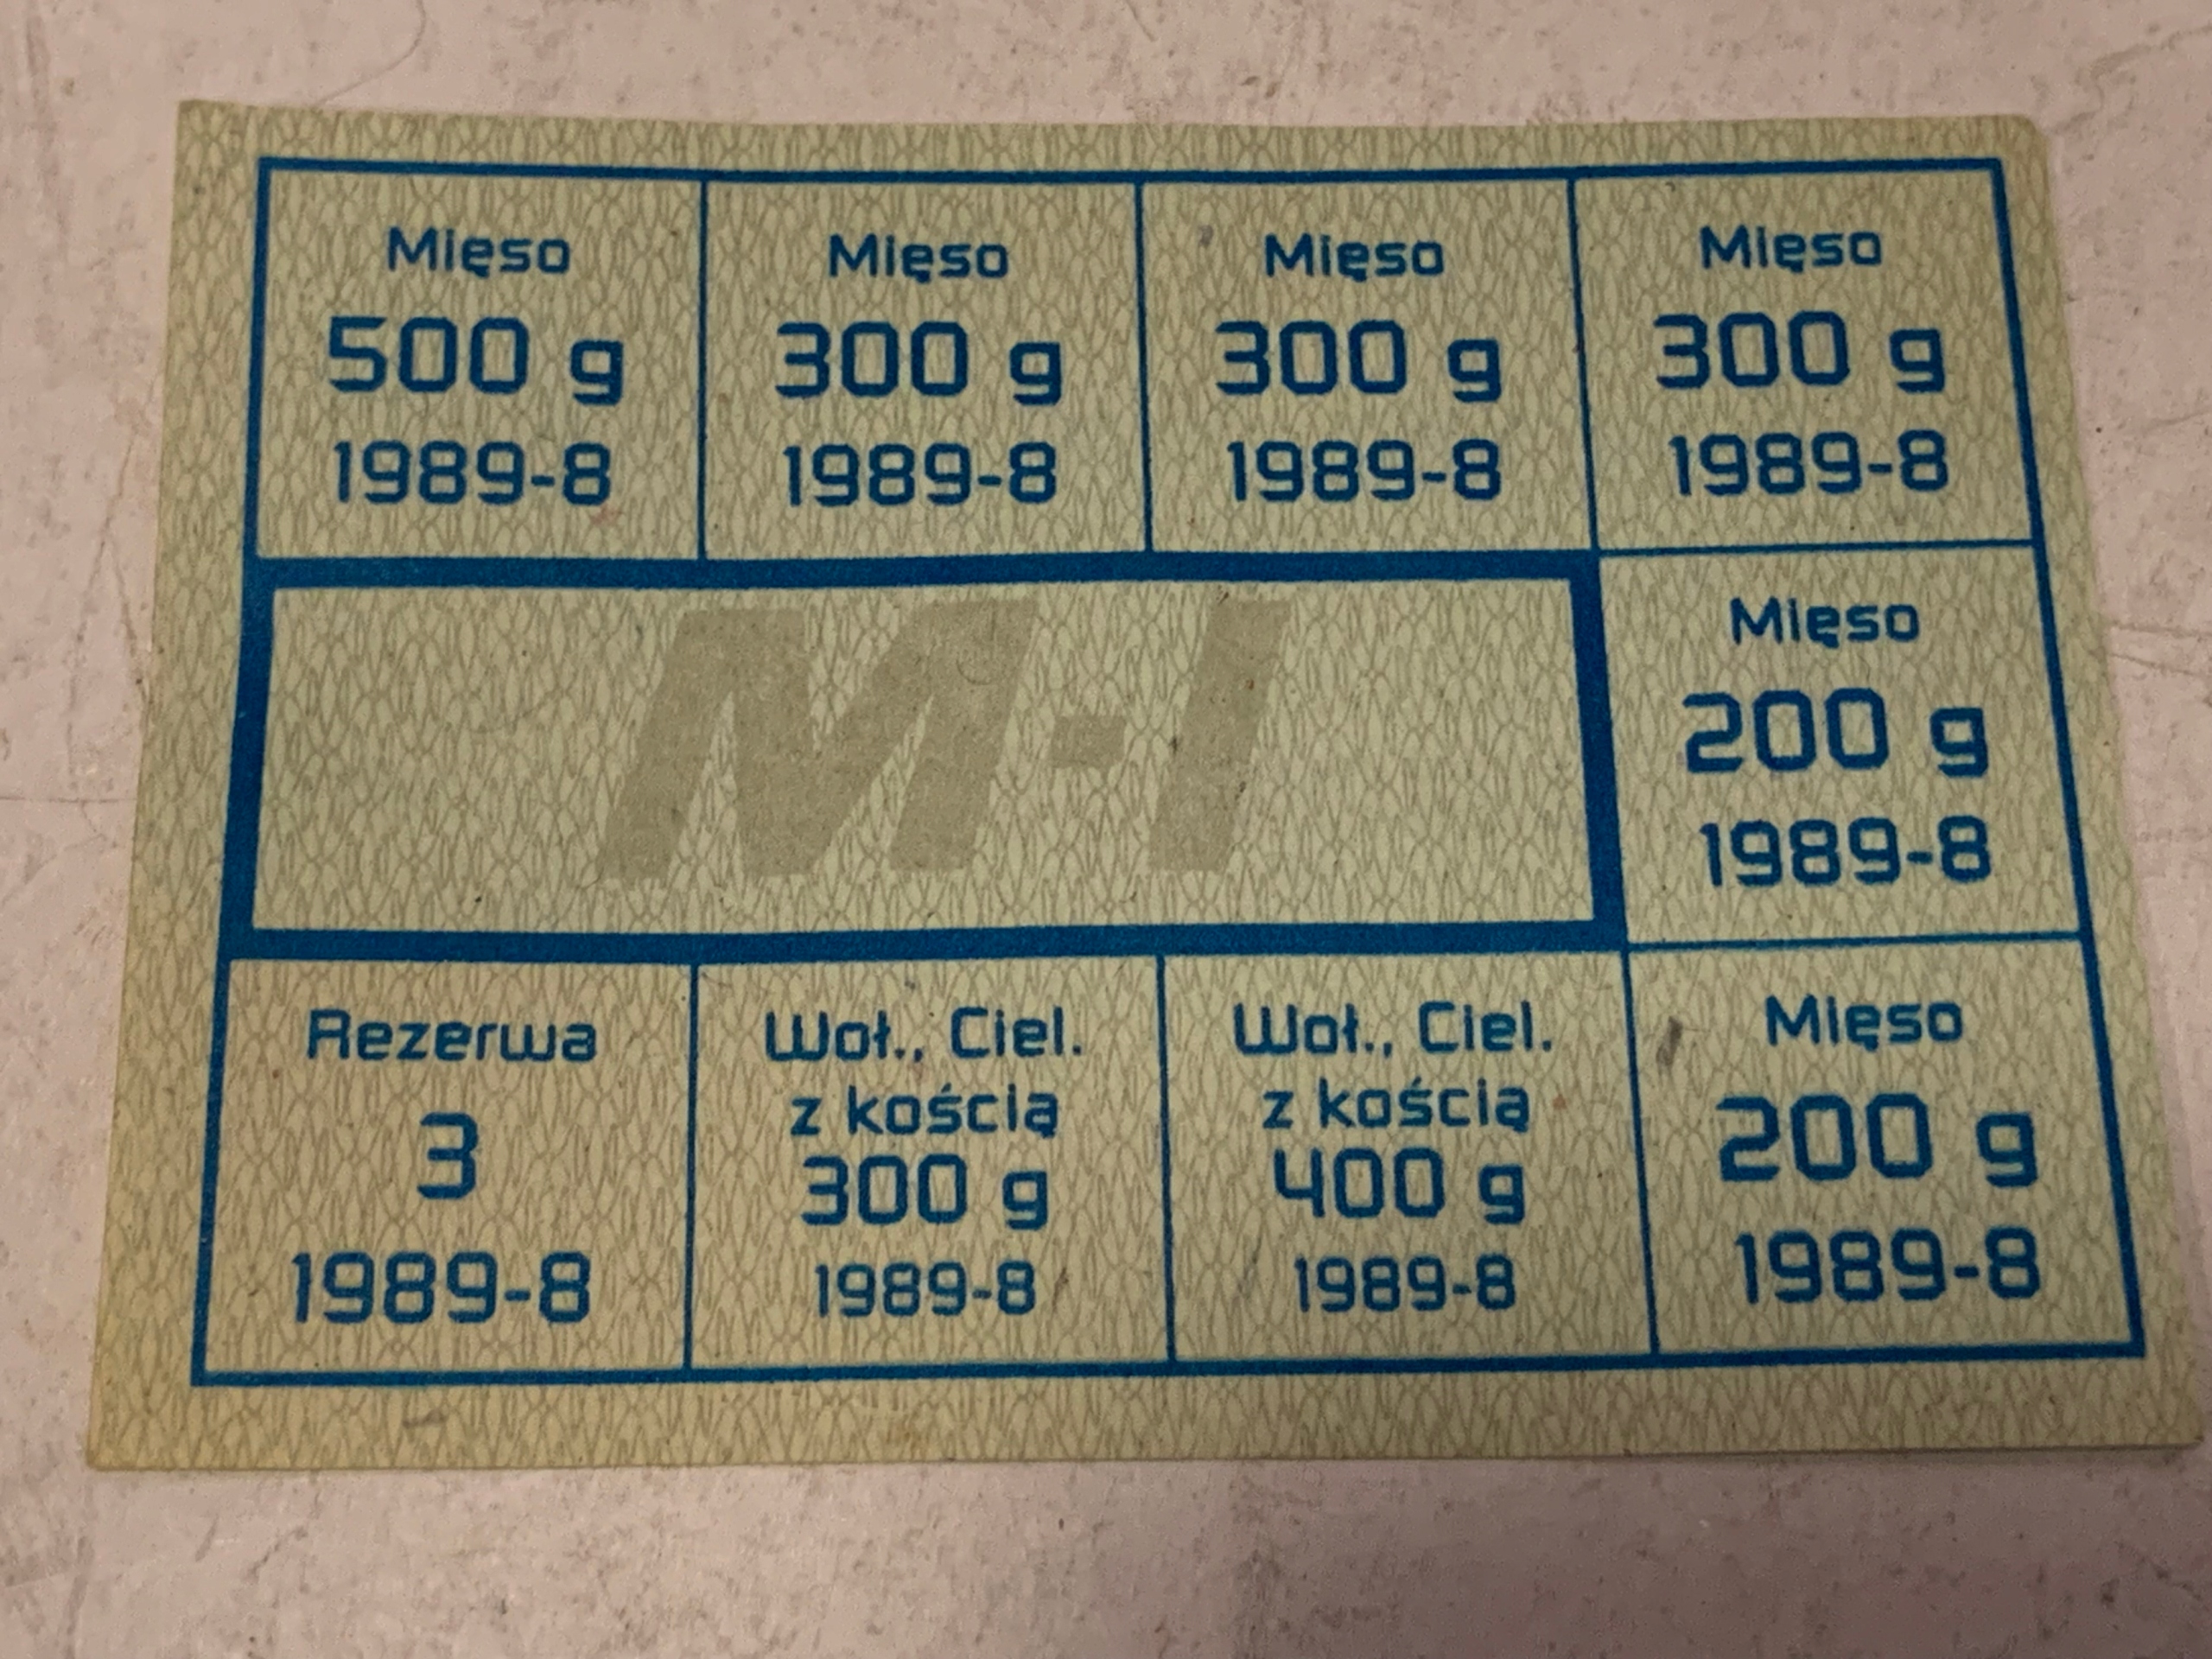 Mięso
500 g
1989-8
Mięso
300 g
1989-8
Mięso
300 g
1989-8
Mięso
300 g
1989-8
M-I
Mięso
200 g
1989-8
Rezerwa
3
1989-8
Woł., Ciel.
z kością
300 g
1989-8
Woł., Ciel.
z kością
400 g
1989-8
Mięso
200 g
1989-8